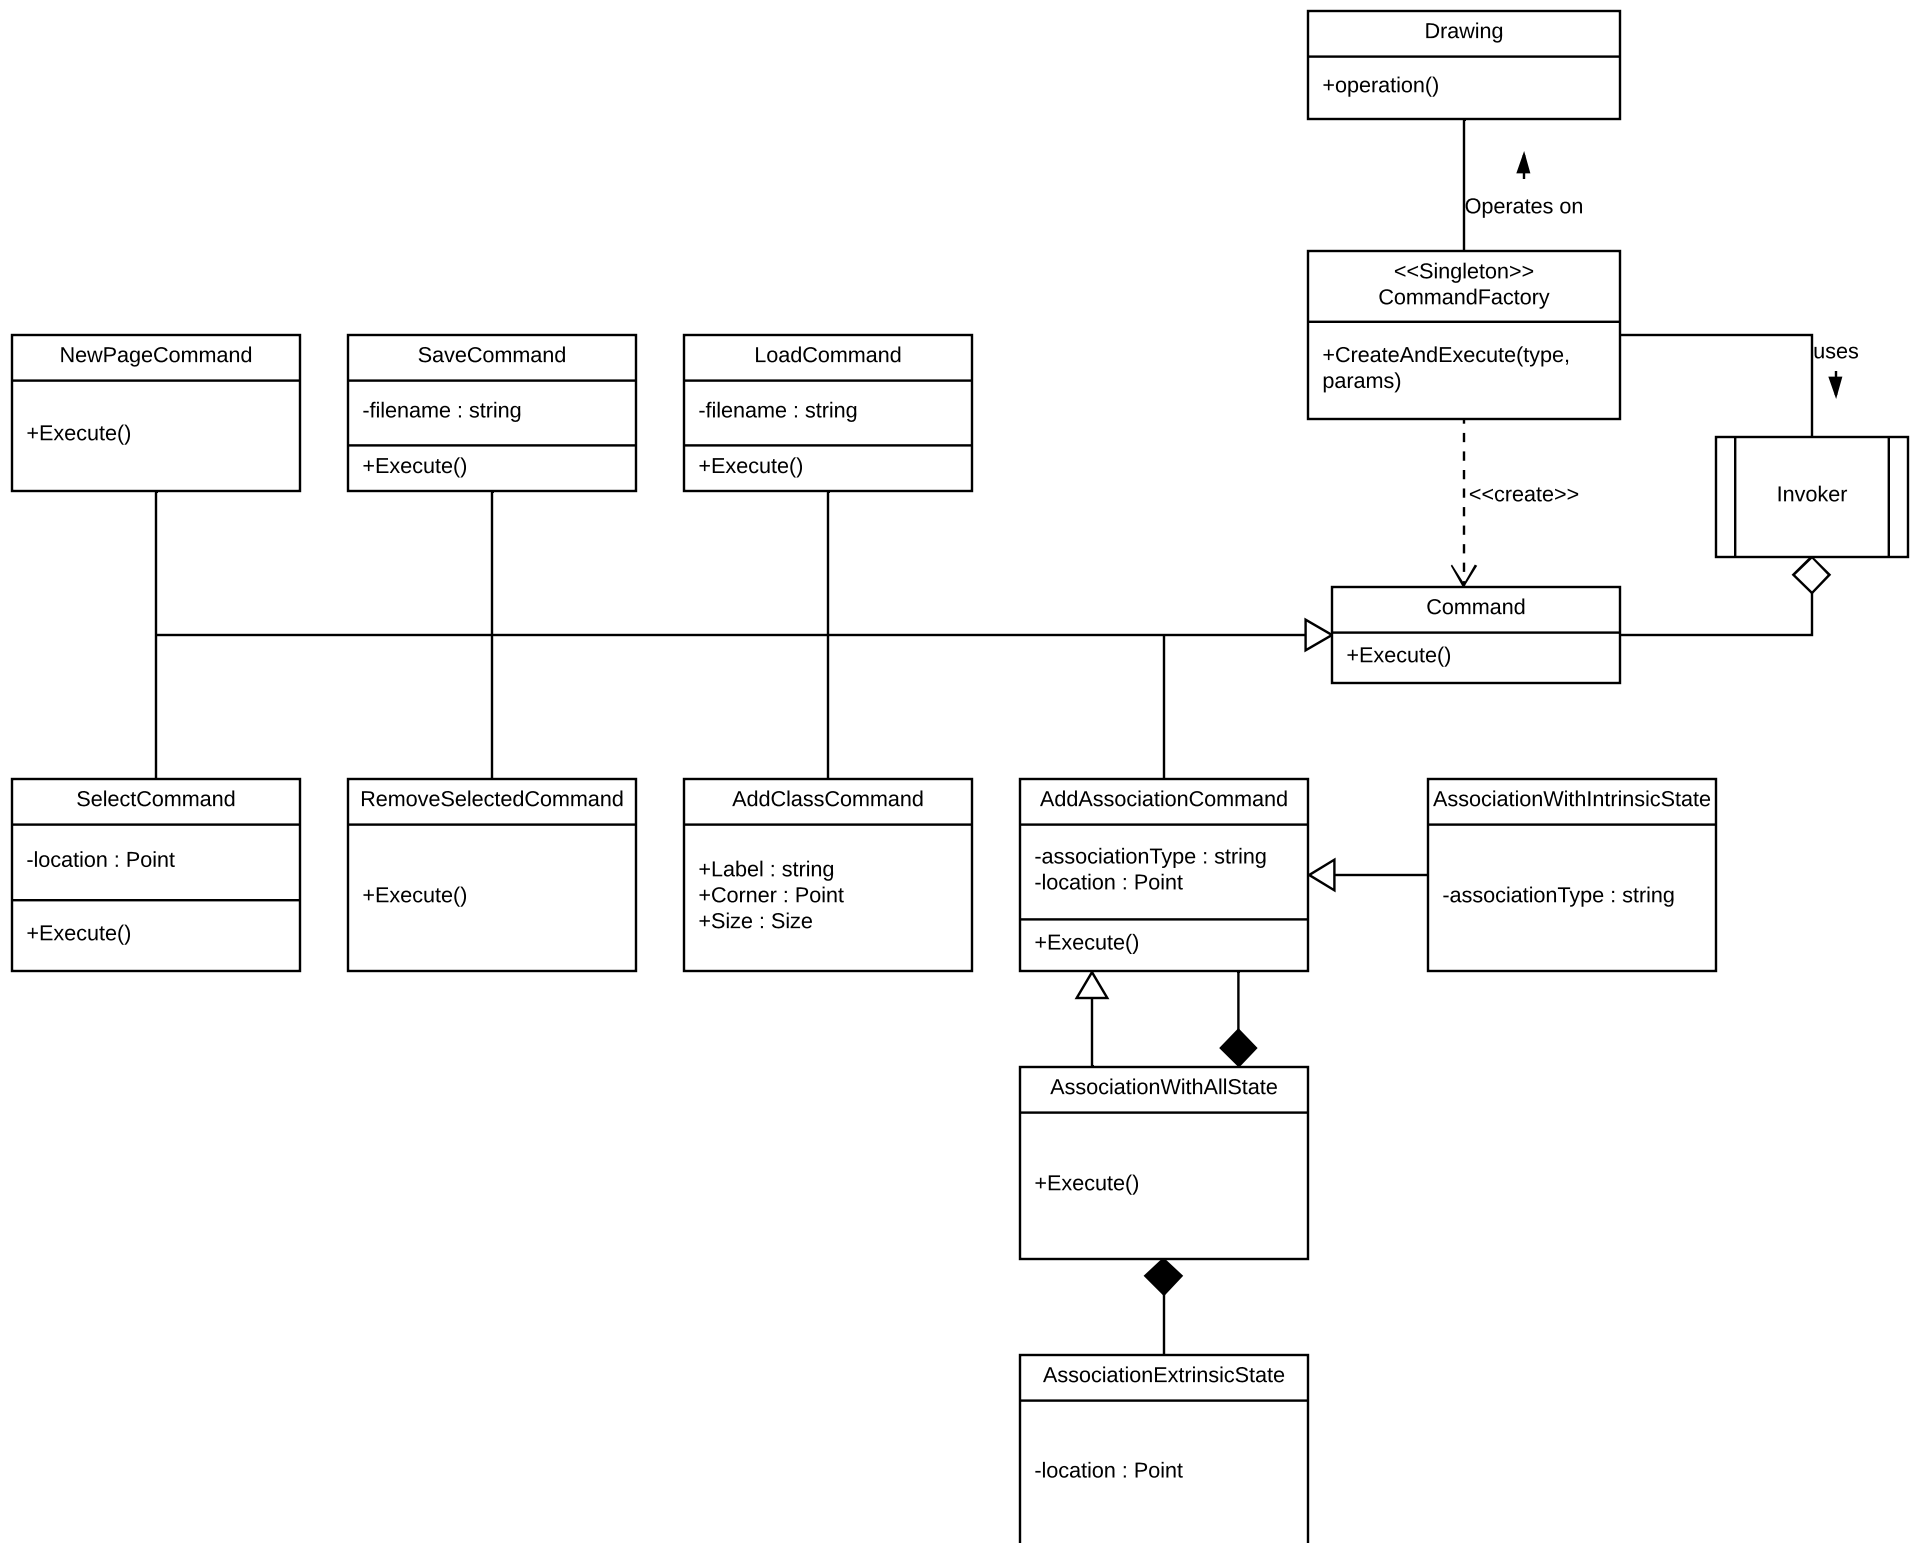 Drawing
+operation()
Operates on
<<Singleton>>
CommandFactory
+CreateAndExecute(type,
params)
uses
Invoker
<<create>>
NewPageCommand
+Execute()
SaveCommand
-filename : string
+Execute()
LoadCommand
-filename : string
+Execute()
Command
+Execute()
SelectCommand
-location : Point
+Execute()
RemoveSelectedCommand
+Execute()
AddClassCommand
+Label : string
+Corner : Point
+Size : Size
AddAssociationCommand
-associationType : string
-location : Point
+Execute()
AssociationWithIntrinsicState
-associationType : string
AssociationWithAllState
+Execute()
AssociationExtrinsicState
-location : Point